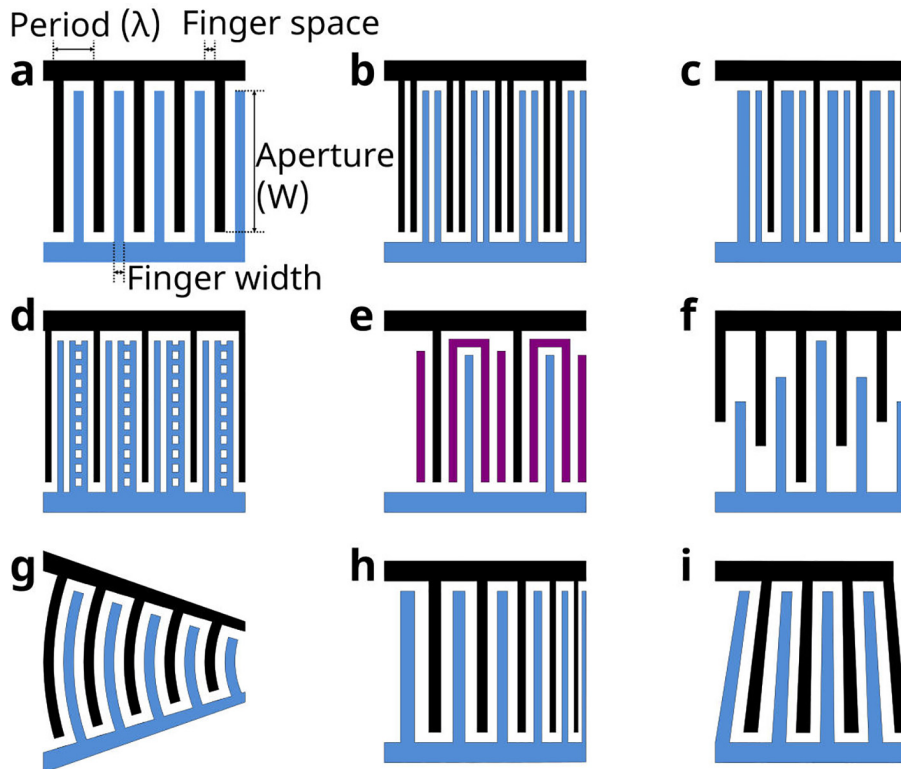 Period (λ) Finger space
a
b
c
Aperture
(W)
Finger width
d
e
f
g
h
i